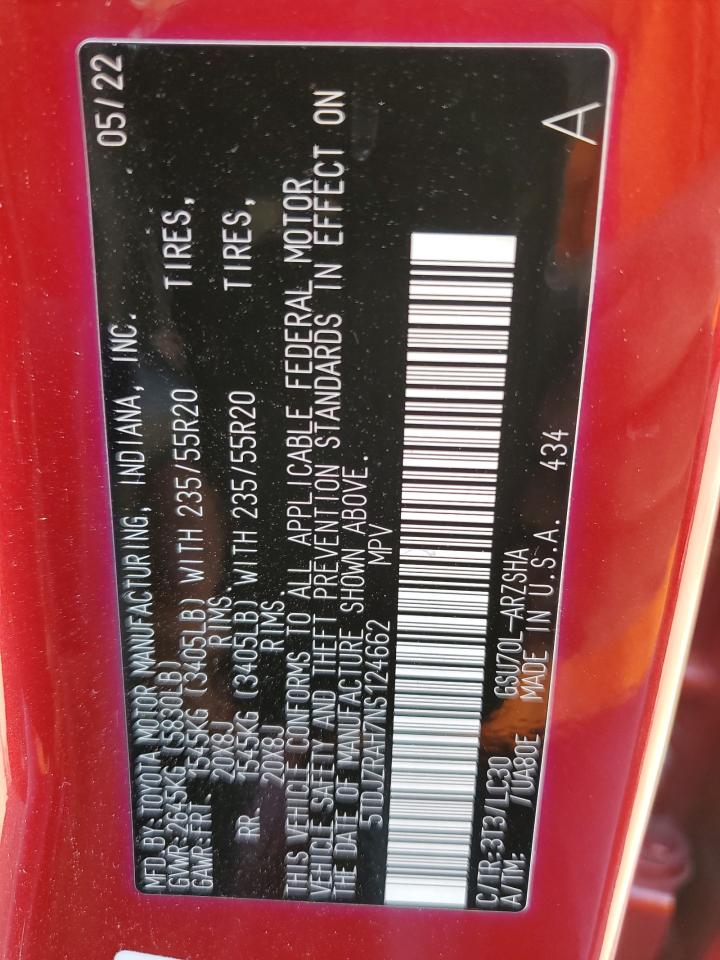 MFD. BY: TOYOTA MOTOR MANUFACTURING, INDIANA, INC. 05/22
GVWR: 2645KG (5830LB)
GAWR: FRT. 1545KG (3405LB) WITH 235/55R20 TIRES,
20X8J RIMS
RR. 1545KG (3405LB) WITH 235/55R20 TIRES,
20X8J RIMS
THIS VEHICLE CONFORMS TO ALL APPLICABLE FEDERAL MOTOR
VEHICLE SAFETY AND THEFT PREVENTION STANDARDS IN EFFECT ON
THE DATE OF MANUFACTURE SHOWN ABOVE.
5TDJZRAH7NS124662 MPV
C/TR: 3T3/LC30 GSU70L-ARZSHA
A/TM: /UA80E MADE IN U.S.A. 434 A